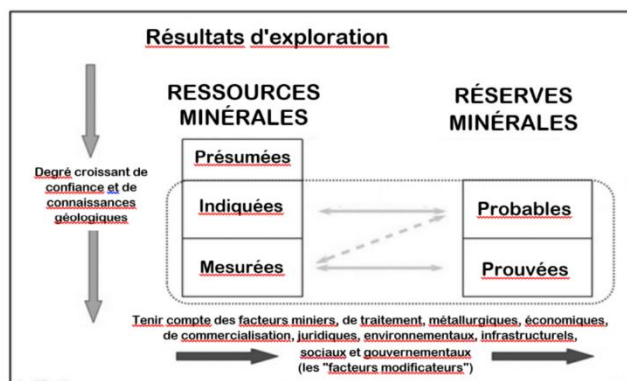 Résultats d'exploration
RESSOURCES
MINÉRALES
RÉSERVES
MINÉRALES
Présumées
Degré croissant de
confiance et de
connaissances
géologiques
Indiquées
Probables
Mesurées
Prouvées
Tenir compte des facteurs miniers, de traitement, métallurgiques, économiques,
de commercialisation, juridiques, environnementaux, infrastructurels,
sociaux et gouvernementaux
(les "facteurs modificateurs")